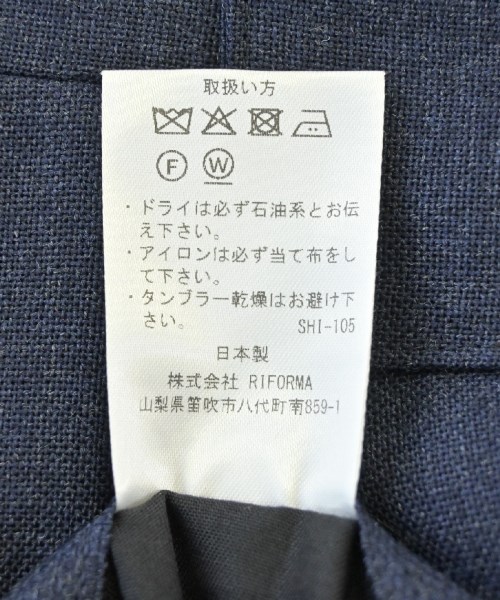 取扱い方
F W
・ドライは必ず石油系とお伝
え下さい。
・アイロンは必ず当て布をし
て下さい。
・タンブラー乾燥はお避け下
さい。 SHI-105
日本製
株式会社 RIFORMA
山梨県笛吹市八代町南859-1